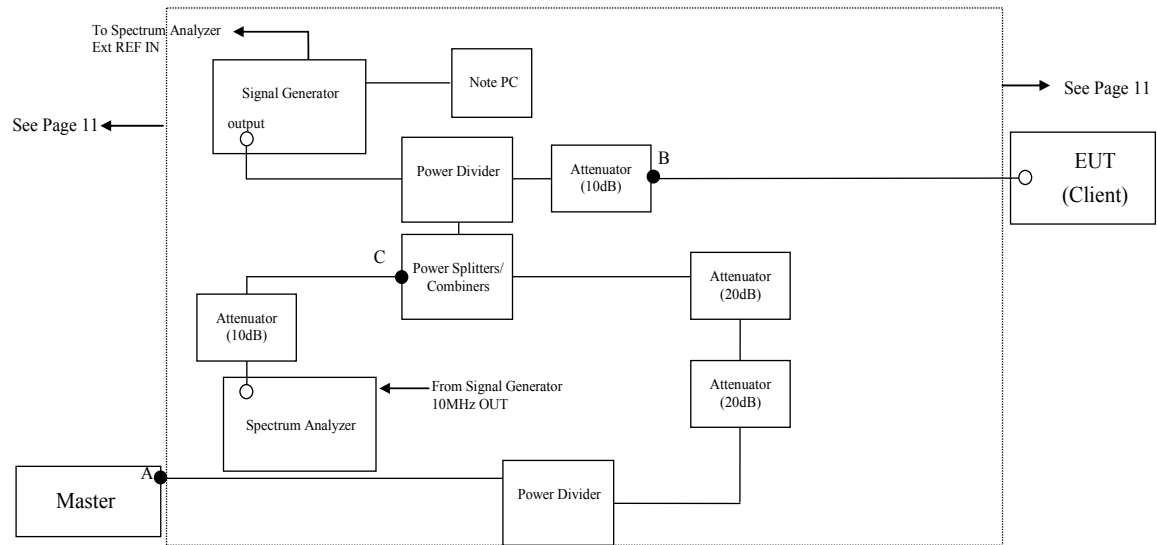 To Spectrum Analyzer
Ext REF IN
Signal Generator
output
Note PC
See Page 11
See Page 11
Power Divider
Attenuator
(10dB)
B
EUT
(Client)
C
Power Splitters/
Combiners
Attenuator
(20dB)
Attenuator
(10dB)
Attenuator
(20dB)
From Signal Generator
10MHz OUT
Spectrum Analyzer
A
Master
Power Divider